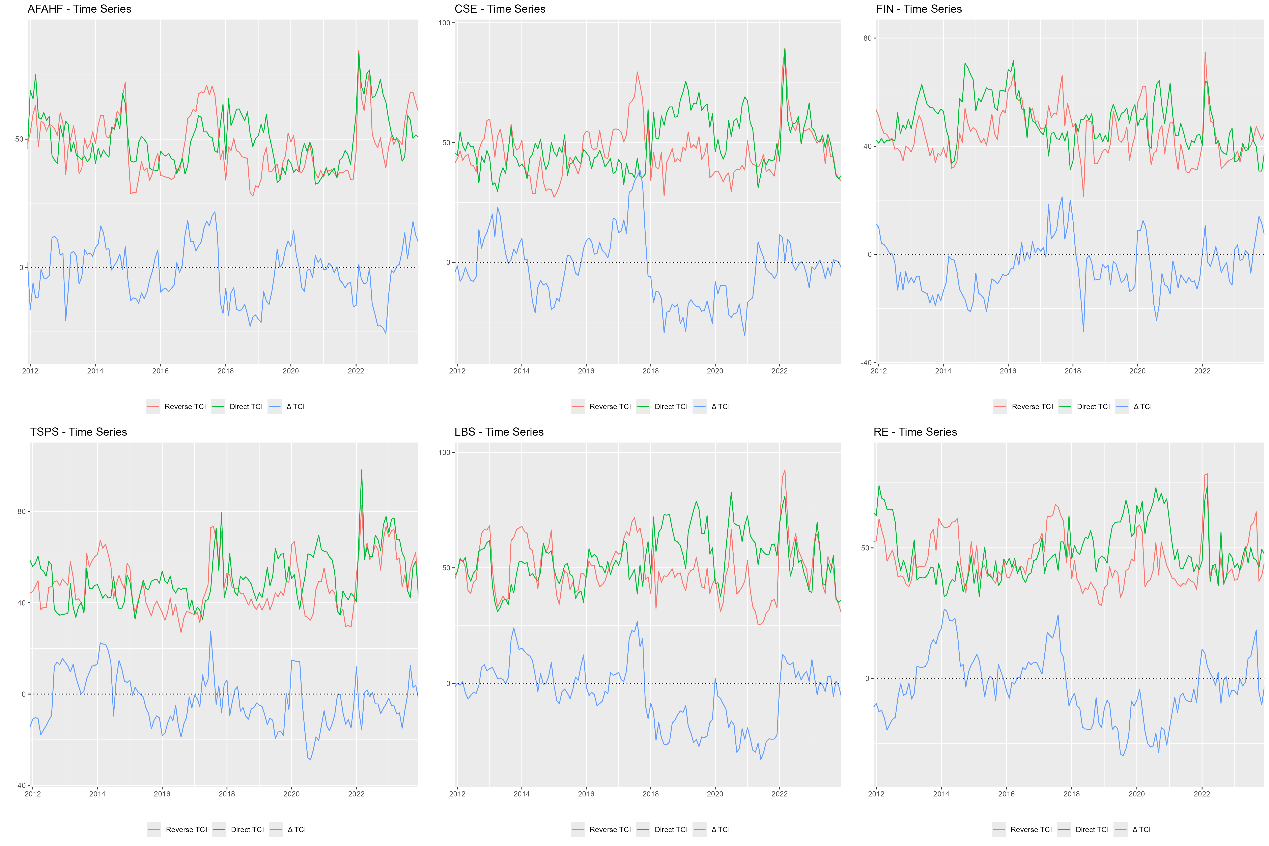 AFAHF - Time Series
50
0
2012 2014 2016 2018 2020 2022
Reverse TCI Direct TCI Δ TCI
CSE - Time Series
100
50
0
2012 2014 2016 2018 2020 2022
Reverse TCI Direct TCI Δ TCI
FIN - Time Series
80
40
0
-40
2012 2014 2016 2018 2020 2022
Reverse TCI Direct TCI Δ TCI
TSPS - Time Series
80
40
0
40
2012 2014 2016 2018 2020 2022
Reverse TCI Direct TCI Δ TCI
LBS - Time Series
100
50
0
2012 2014 2016 2018 2020 2022
Reverse TCI Direct TCI Δ TCI
RE - Time Series
50
0
2012 2014 2016 2018 2020 2022
Reverse TCI Direct TCI Δ TCI